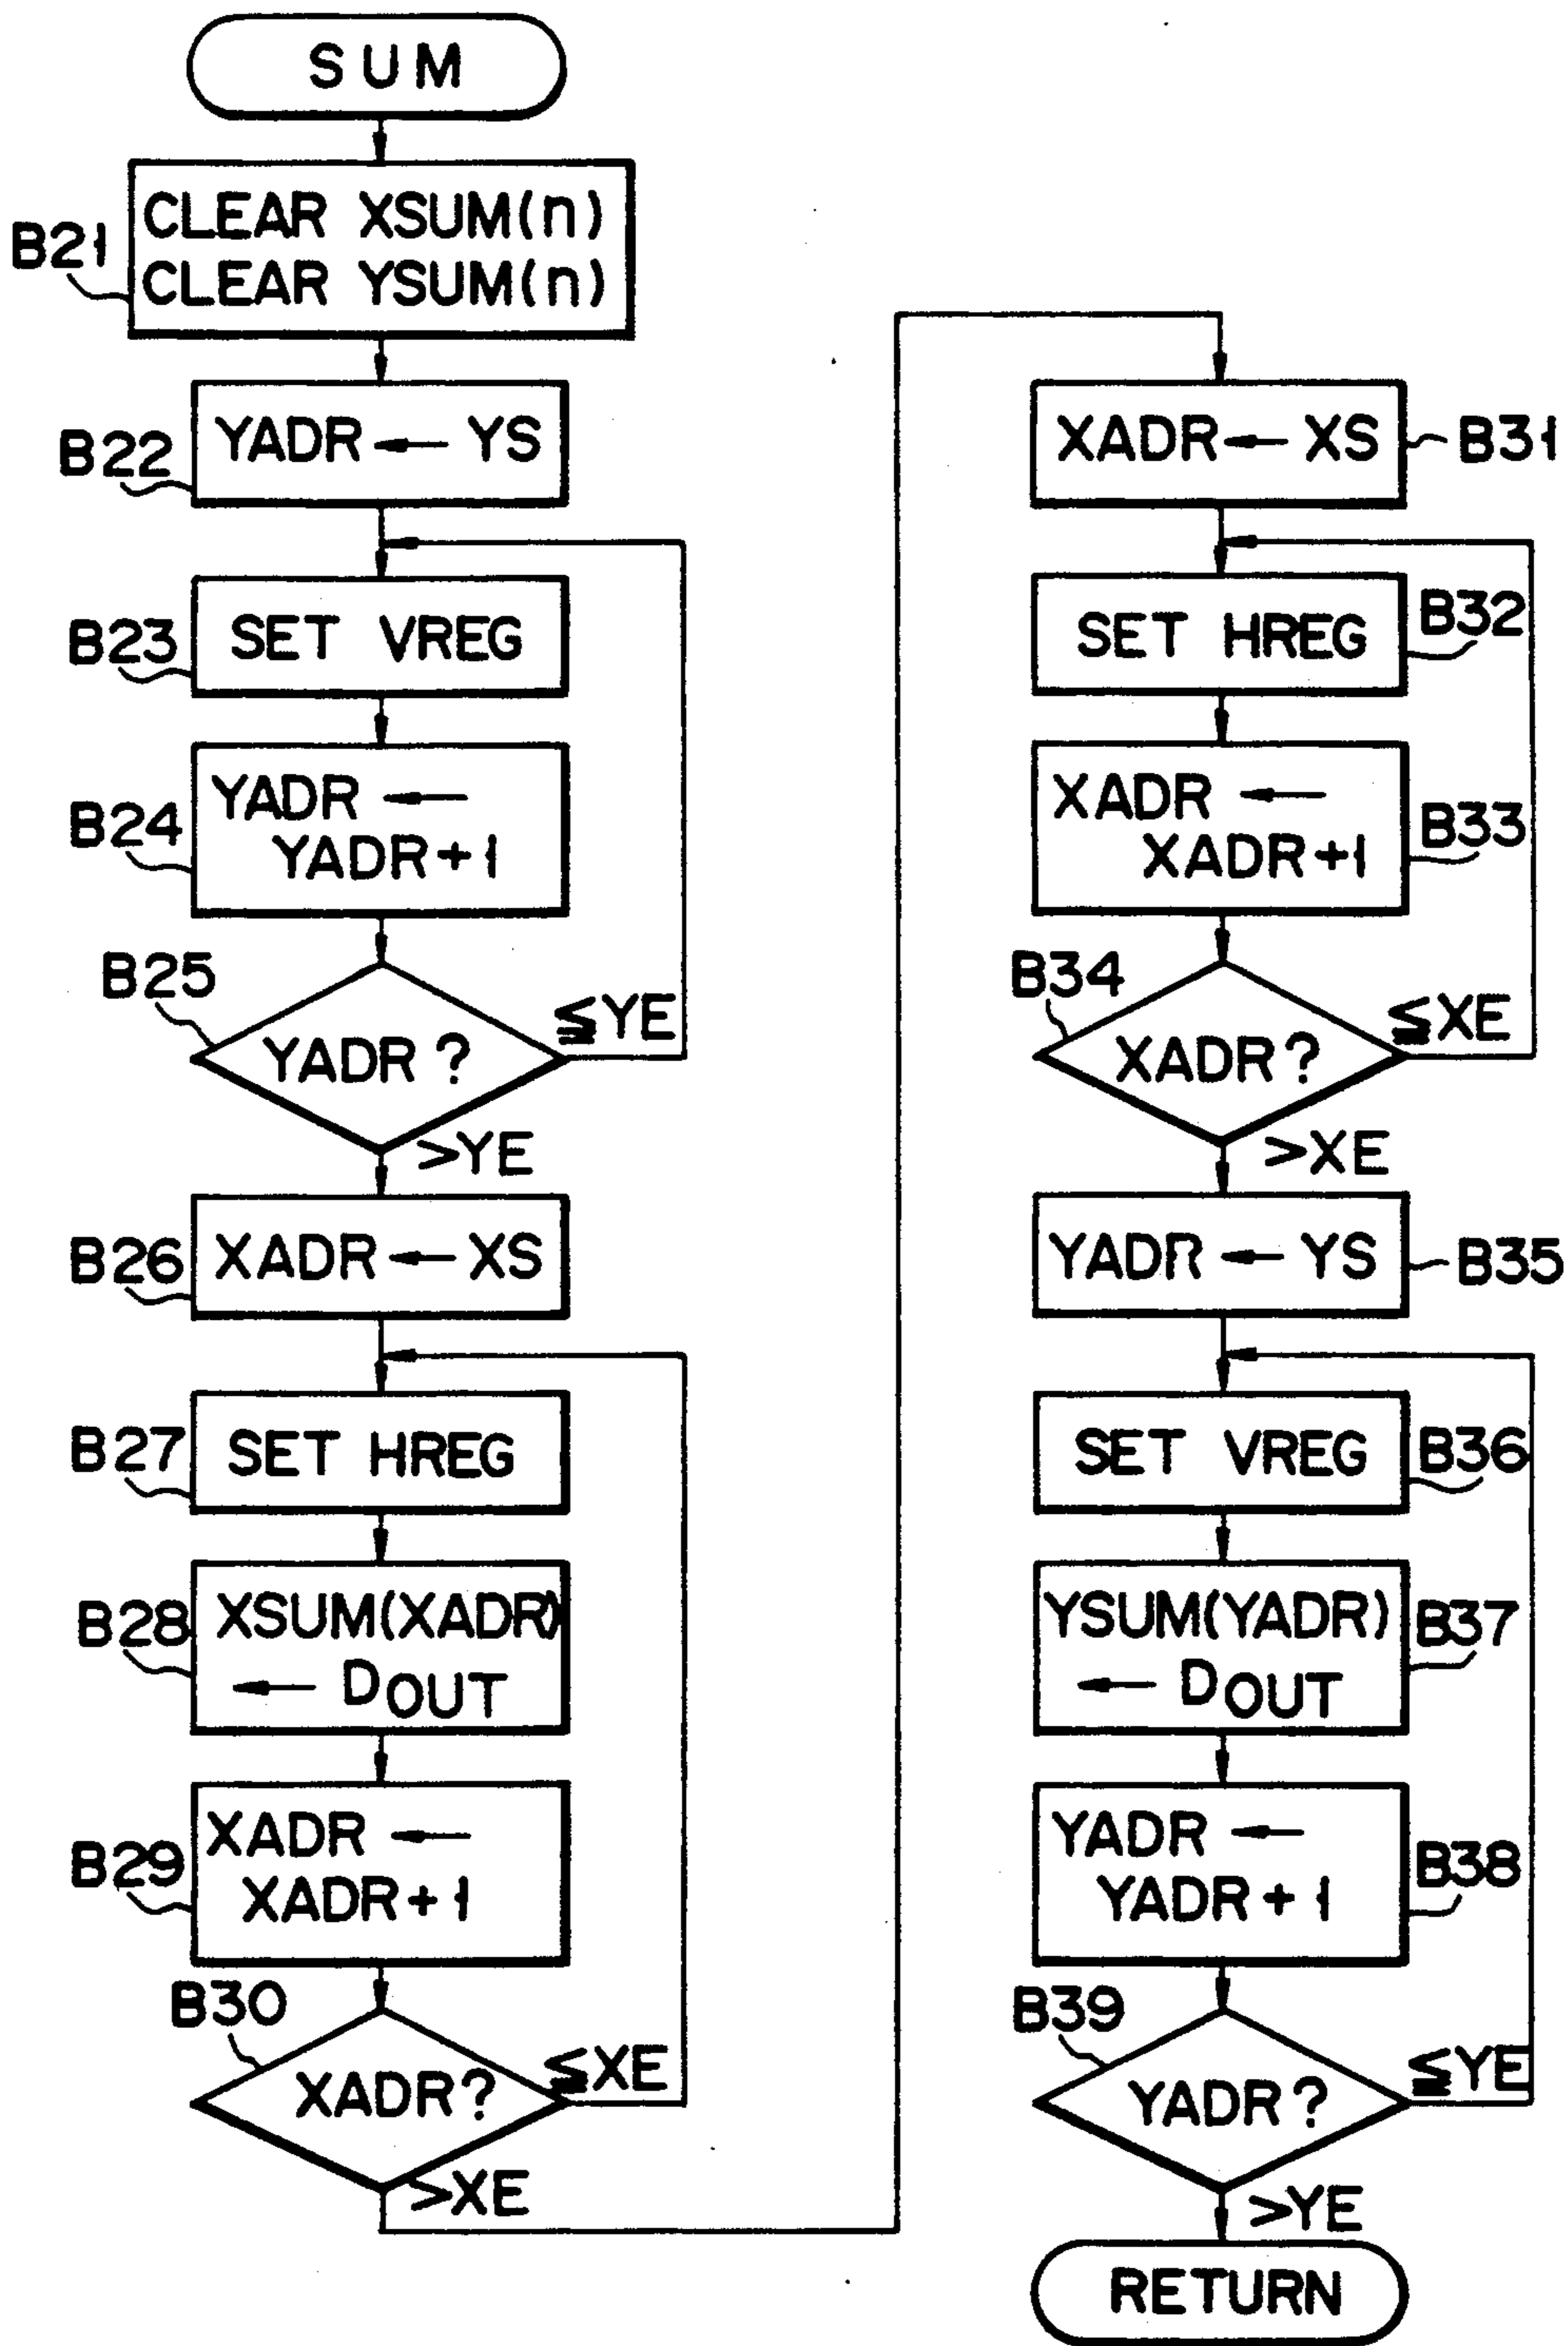 SUM
B21
CLEAR XSUM(n)
CLEAR YSUM(n)
B22
YADR ← YS
B23
SET VREG
B24
YADR ←
YADR+1
B25
YADR ?
≦YE
>YE
B26
XADR ← XS
B27
SET HREG
B28
XSUM(XADR)
← DOUT
B29
XADR ←
XADR+1
B30
XADR?
≦XE
>XE
XADR ← XS
B31
SET HREG
B32
XADR ←
XADR+1
B33
B34
XADR?
≦XE
>XE
YADR ← YS
B35
SET VREG
B36
YSUM(YADR)
← DOUT
B37
YADR ←
YADR+1
B38
B39
YADR?
≦YE
>YE
RETURN